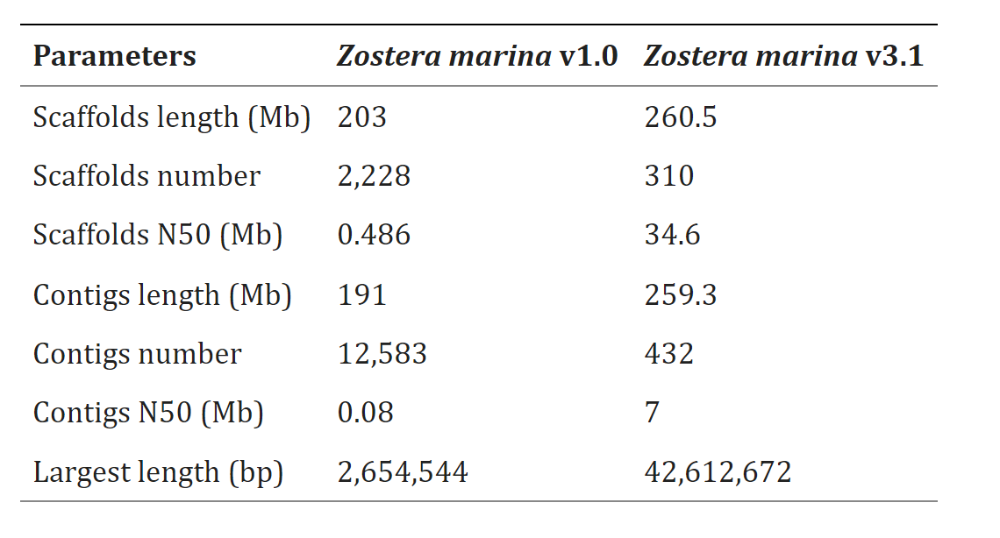 Parameters Zostera marina v1.0 Zostera marina v3.1
Scaffolds length (Mb) 203 260.5
Scaffolds number 2,228 310
Scaffolds N50 (Mb) 0.486 34.6
Contigs length (Mb) 191 259.3
Contigs number 12,583 432
Contigs N50 (Mb) 0.08 7
Largest length (bp) 2,654,544 42,612,672